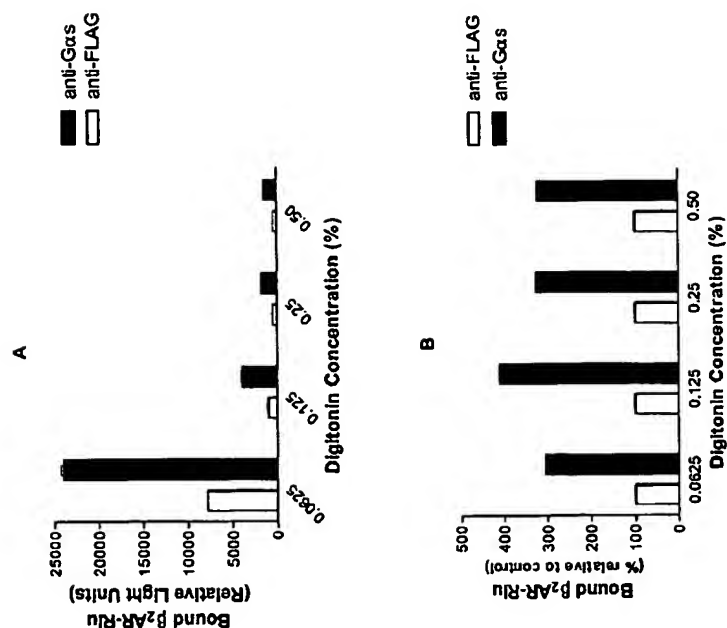 A
anti-Gαs
anti-FLAG
Bound β₂AR-Rlu
(Relative Light Units)
25000
20000
15000
10000
5000
0
0.0625
0.125
0.25
0.50
Digitonin Concentration (%)
B
anti-FLAG
anti-Gαs
Bound β₂AR-Rlu
(% relative to control)
500
400
300
200
100
0
0.0625
0.125
0.25
0.50
Digitonin Concentration (%)